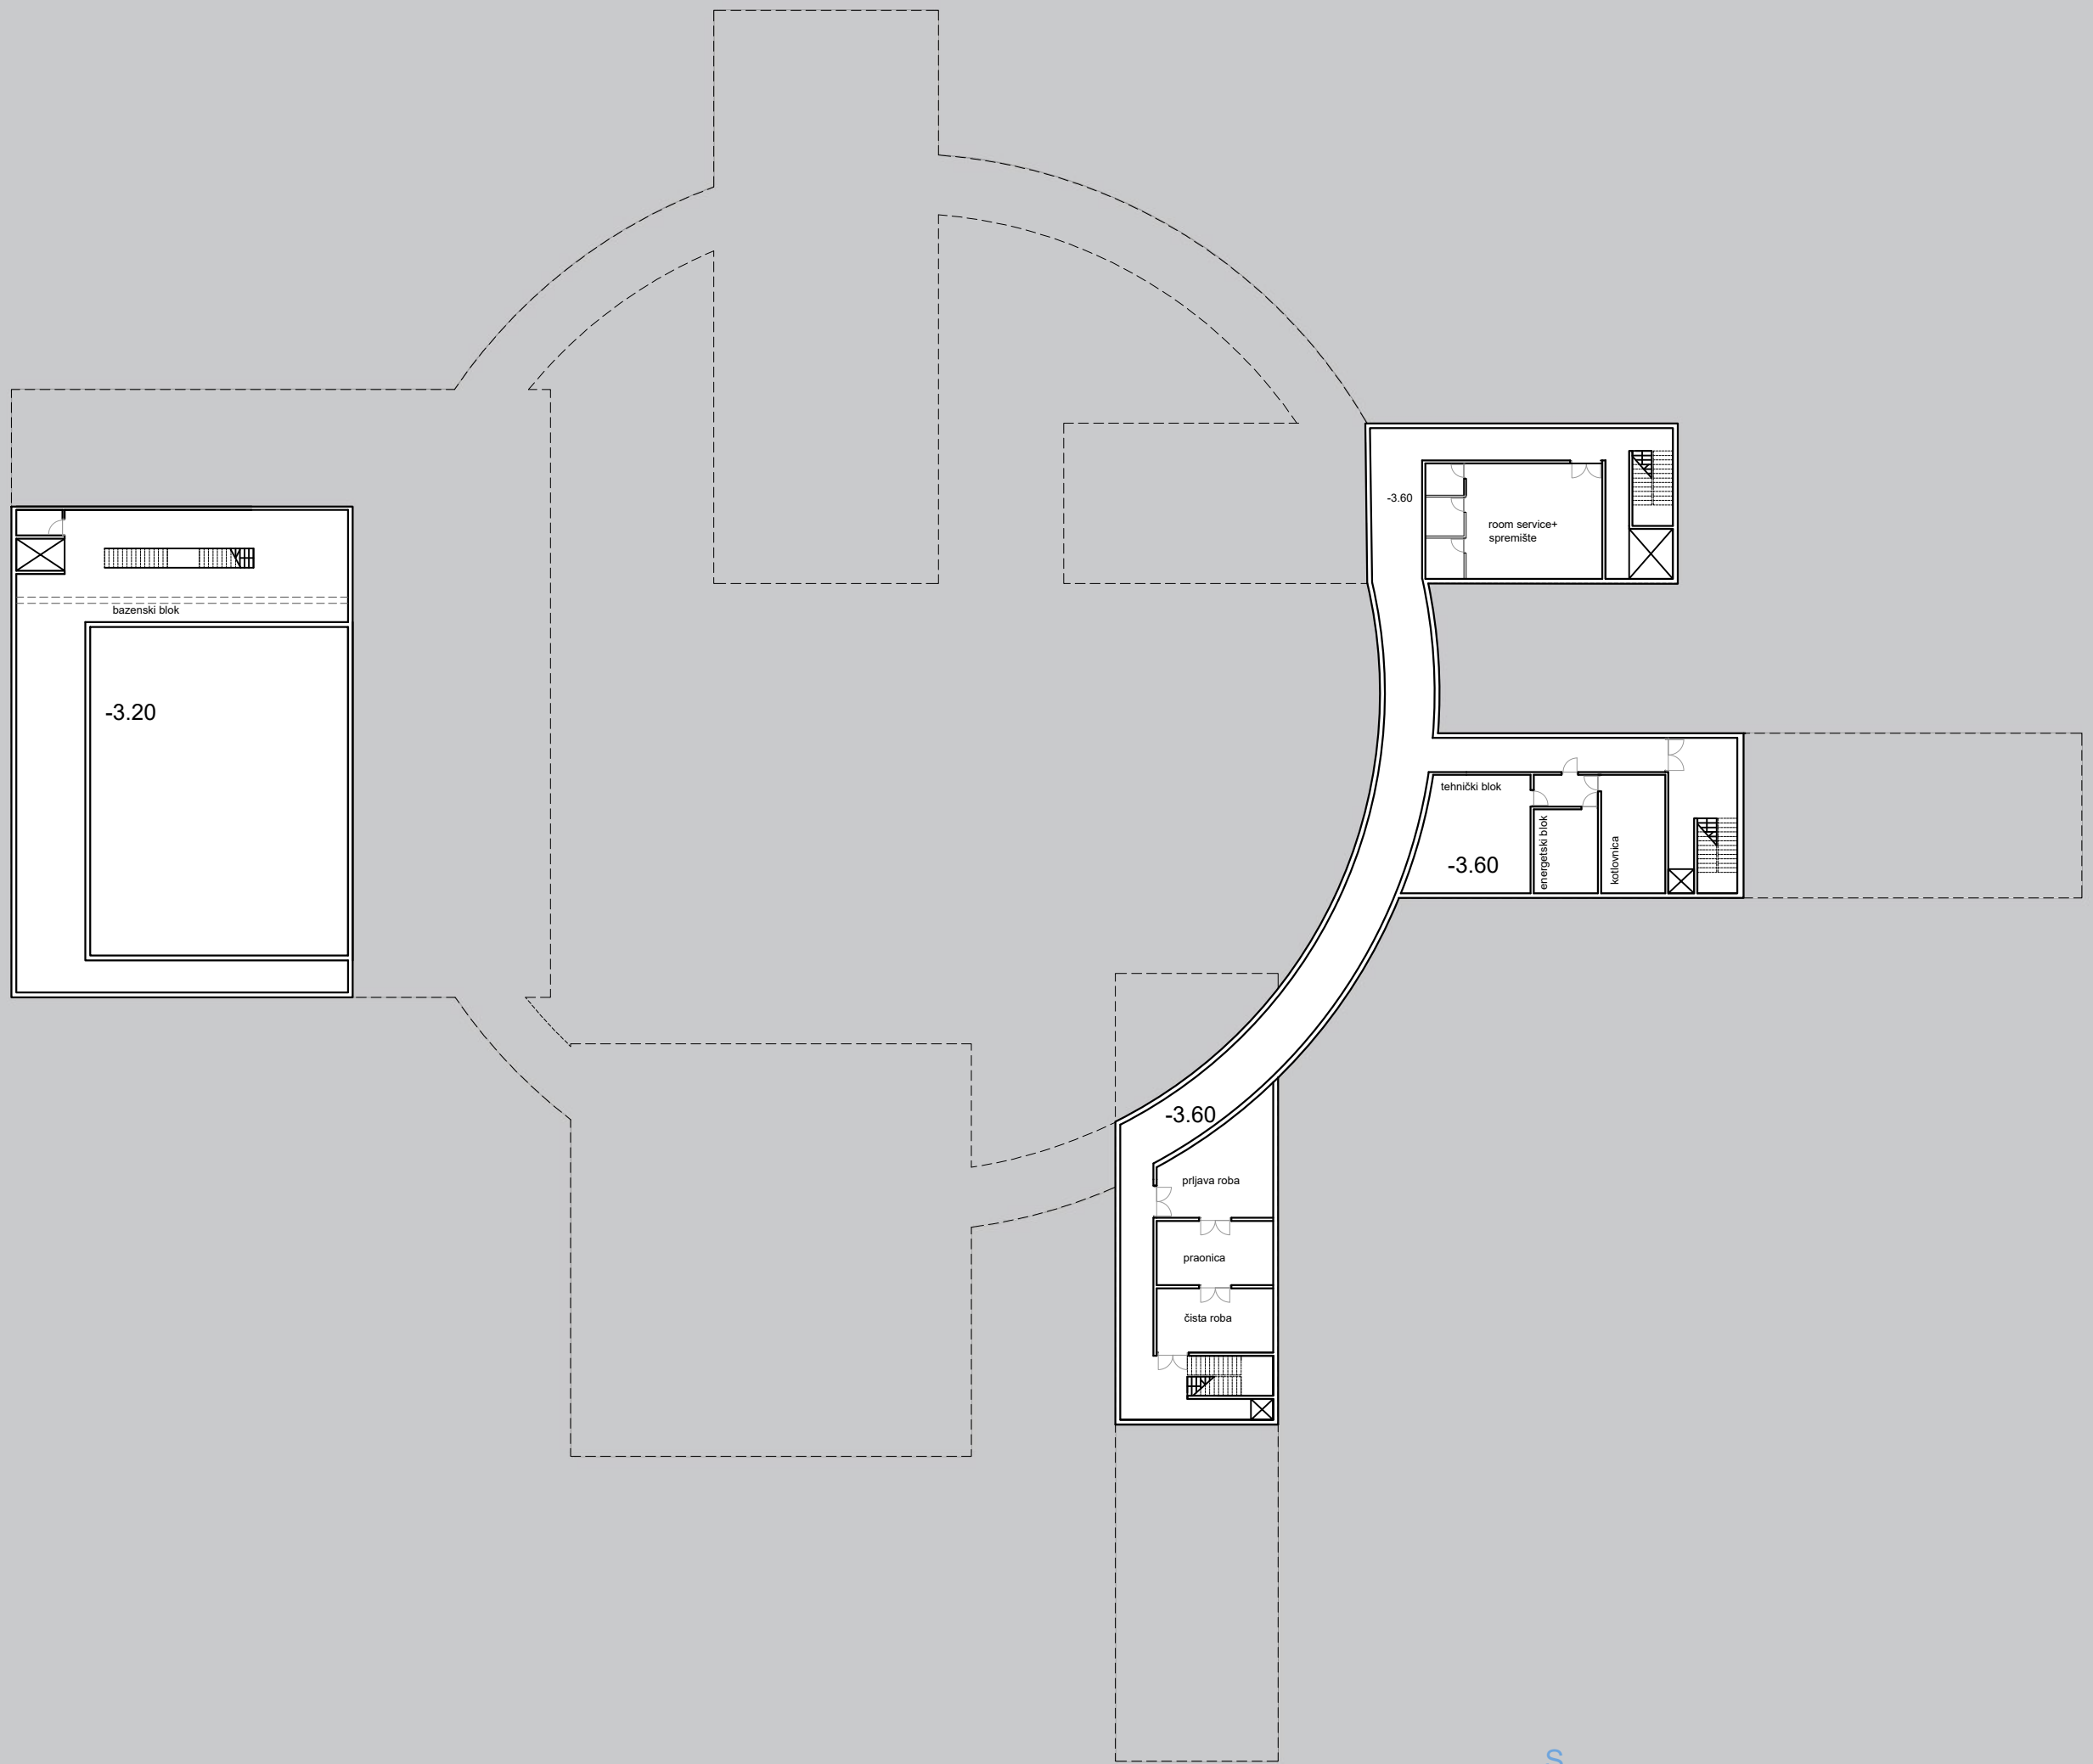 -3.60
room service+
spremište
bazenski blok
-3.20
tehnički blok
energetski blok
kotlovnica
-3.60
-3.60
prljava roba
praonica
čista roba
S